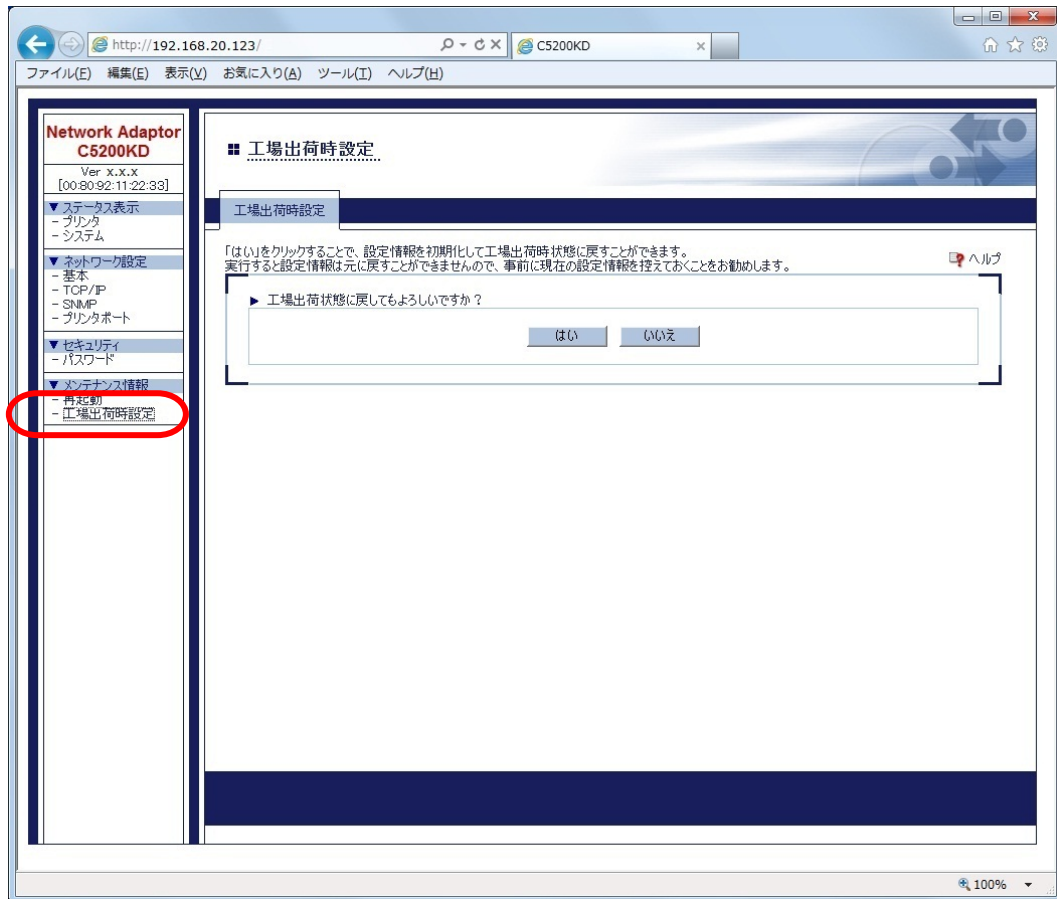 http://192.168.20.123/
C5200KD
ファイル(F) 編集(E) 表示(V) お気に入り(A) ツール(T) ヘルプ(H)
Network Adaptor
C5200KD
Ver x.x.x
[00:80:92:11:22:33]
▼ ステータス表示
- プリンタ
- システム
▼ ネットワーク設定
- 基本
- TCP/IP
- SNMP
- プリンタポート
▼ セキュリティ
- パスワード
▼ メンテナンス情報
- 再起動
- 工場出荷時設定
工場出荷時設定
工場出荷時設定
「はい」をクリックすることで、設定情報を初期化して工場出荷時状態に戻すことができます。
実行すると設定情報は元に戻すことができませんので、事前に現在の設定情報を控えておくことをお勧めします。
ヘルプ
▶ 工場出荷状態に戻してもよろしいですか？
はい いいえ
100%